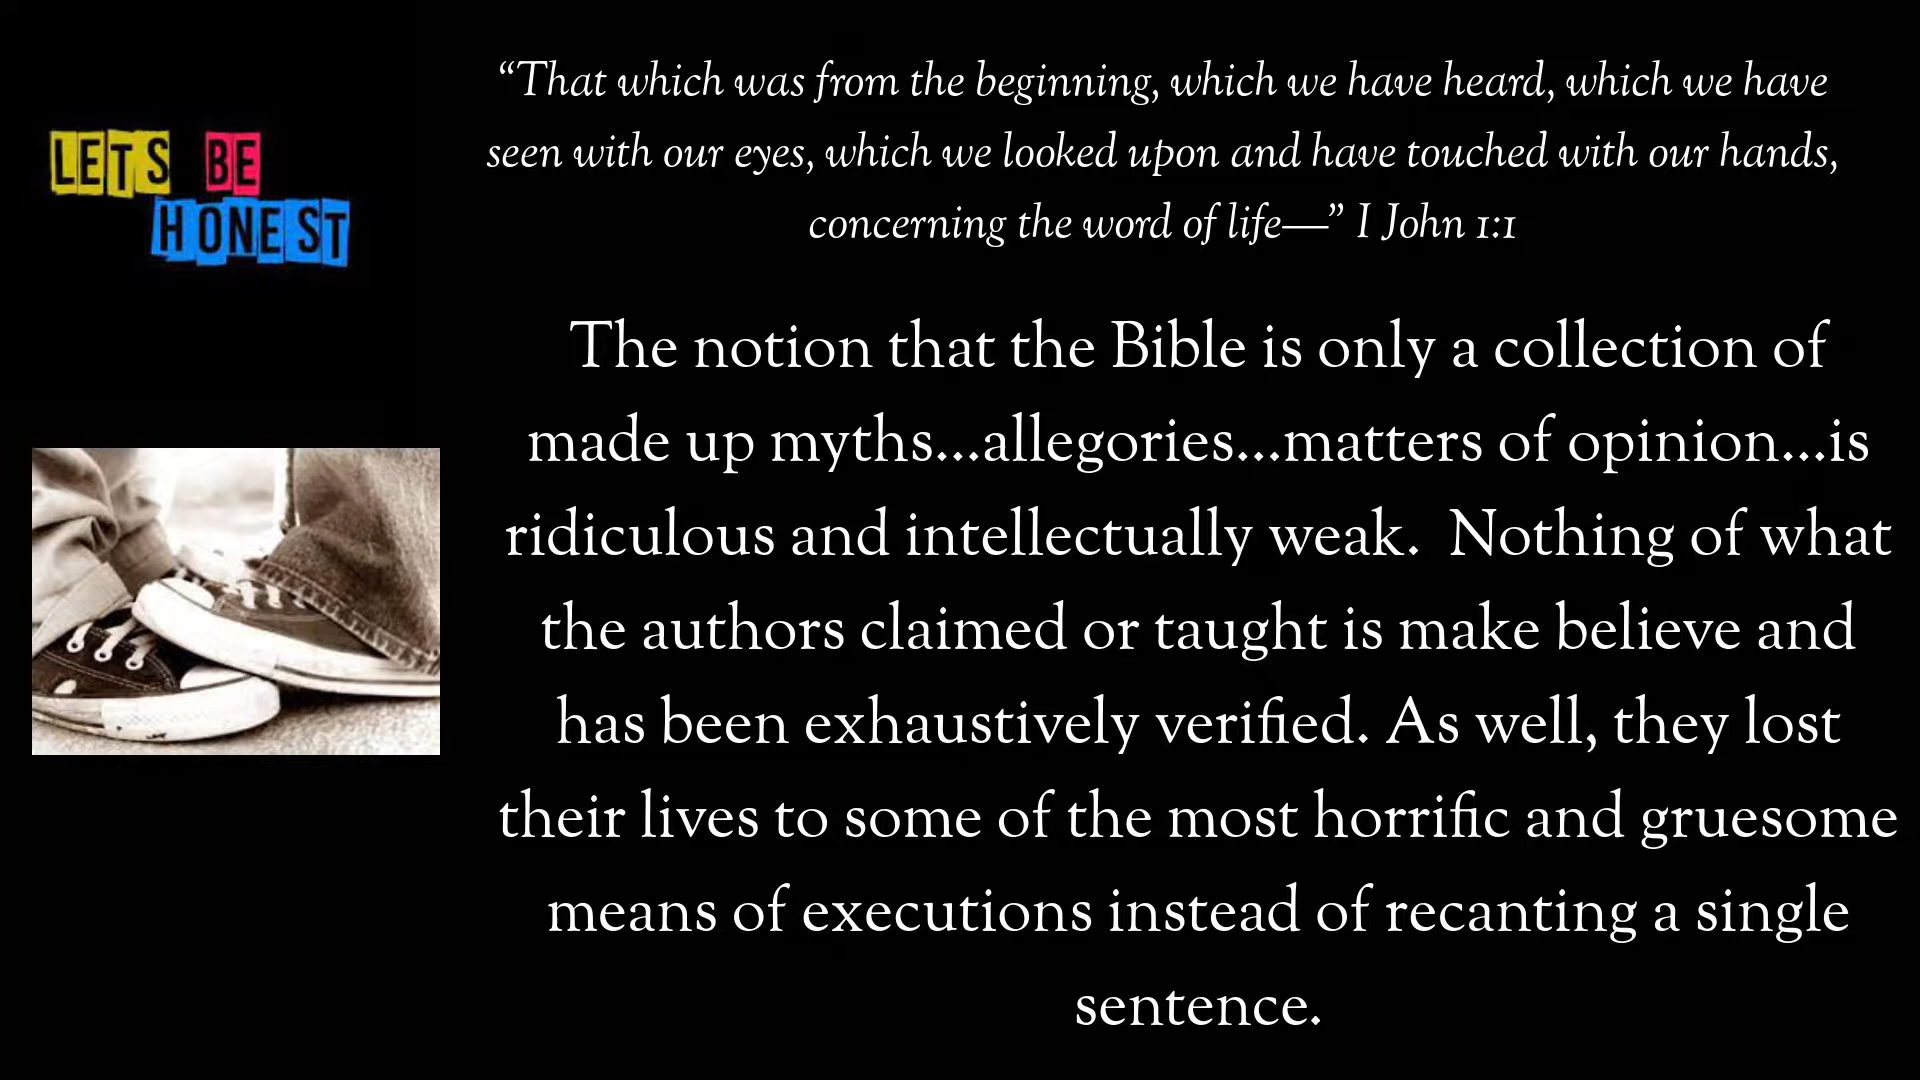 LETS BE
HONEST
“That which was from the beginning, which we have heard, which we have
seen with our eyes, which we looked upon and have touched with our hands,
concerning the word of life—” I John 1:1
The notion that the Bible is only a collection of
made up myths...allegories...matters of opinion...is
ridiculous and intellectually weak.  Nothing of what
the authors claimed or taught is make believe and
has been exhaustively verified. As well, they lost
their lives to some of the most horrific and gruesome
means of executions instead of recanting a single
sentence.